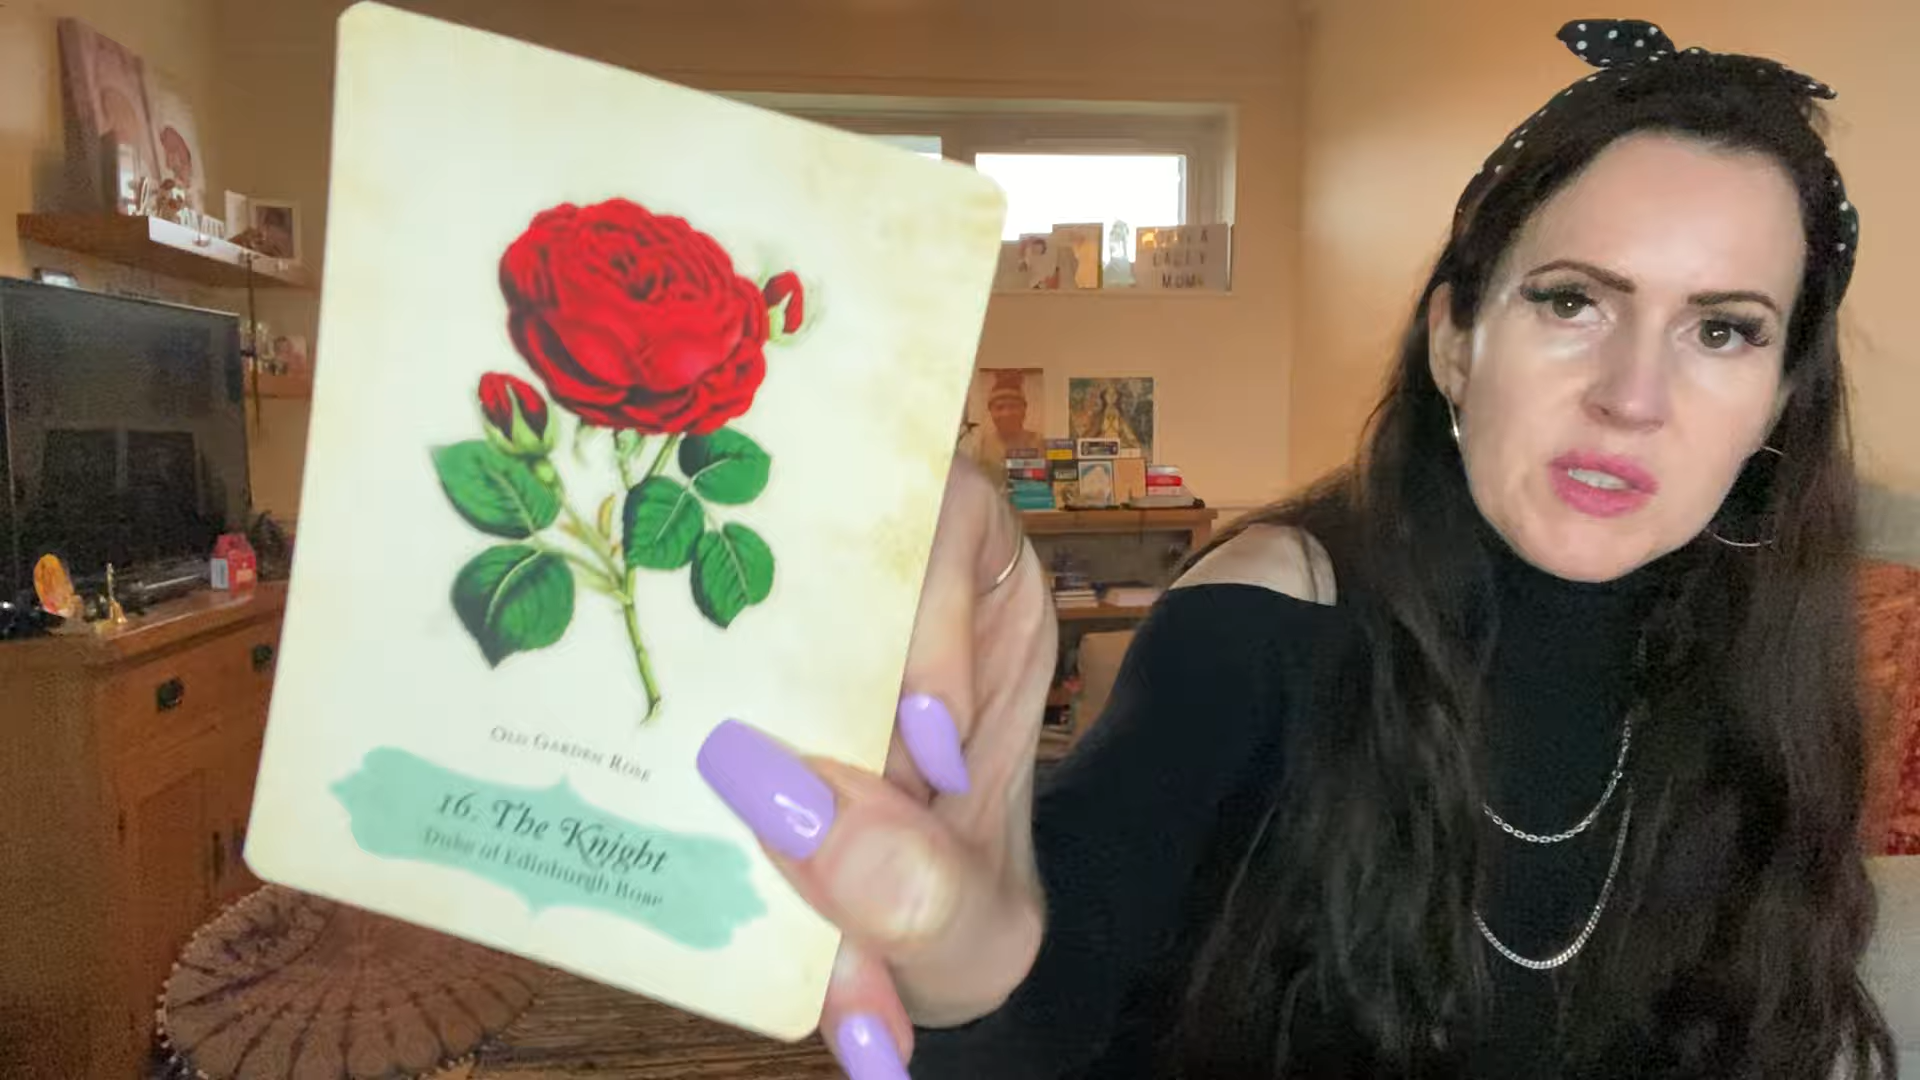 Old Garden Rose
16. The Knight
Duke of Edinburgh Rose